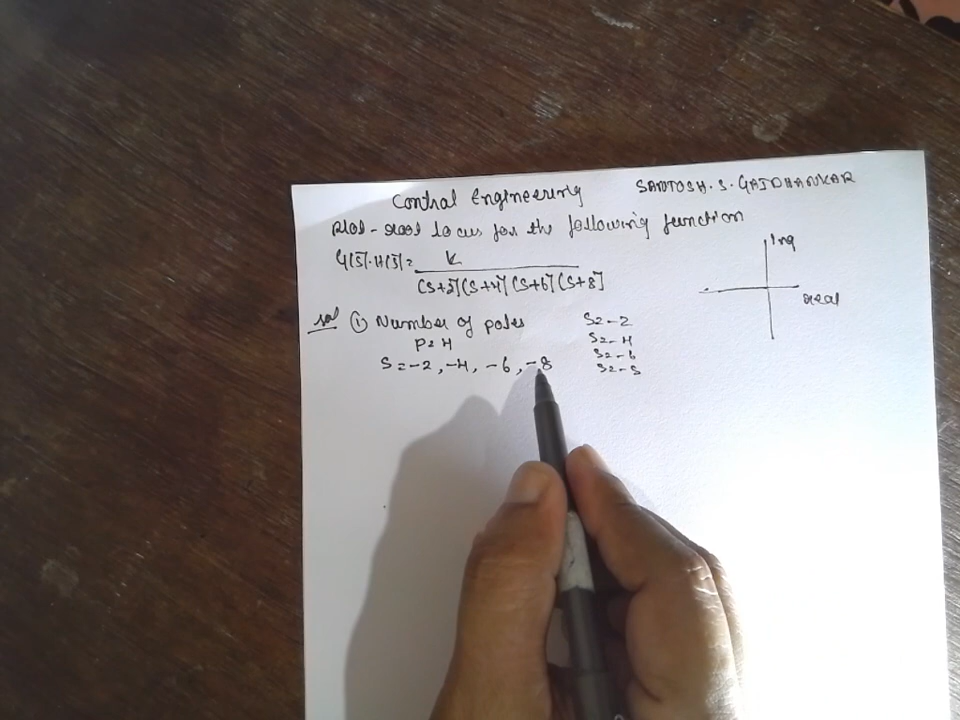 Control Engineering
SANTOSH. S. GAIDHANKAR
Plot - root locus for the following function
G(s).H(s) = K
(s+2)(s+4)(s+6)(s+8)
Img
Real
Sol ① Number of poles
P=4
S=-2, -4, -6, -8
S=-2
S=-4
S=-6
S=-8